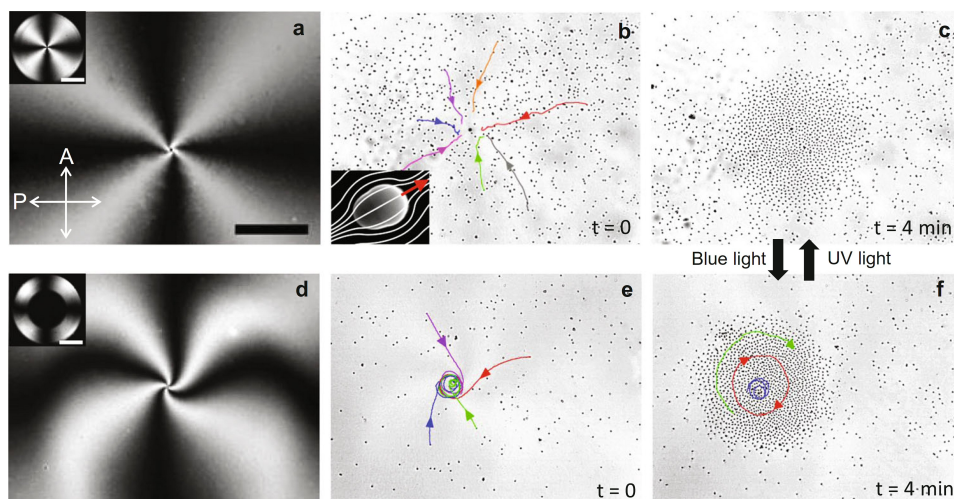 a
A
P
b
t = 0
c
t = 4 min
Blue light
UV light
d
e
t = 0
f
t = 4 min